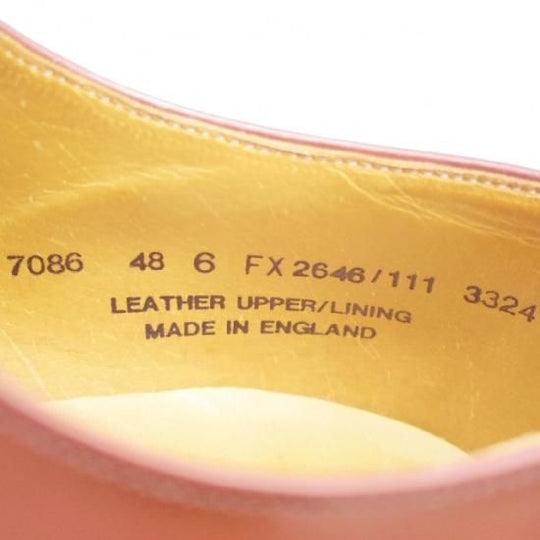 7086 48 6 FX 2646/111 3324
LEATHER UPPER/LINING
MADE IN ENGLAND